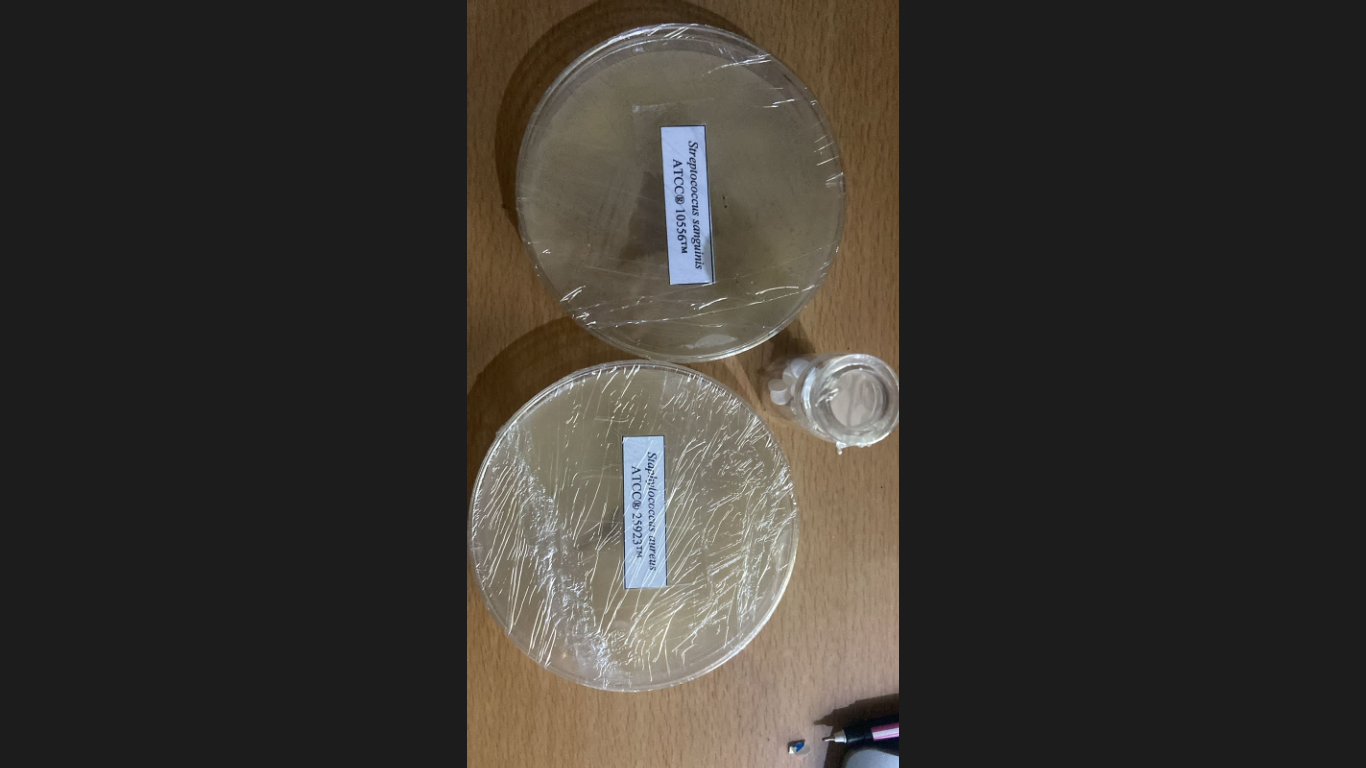 Streptococcus sanguinis
ATCC® 10556™
Staphylococcus aureus
ATCC® 25923™